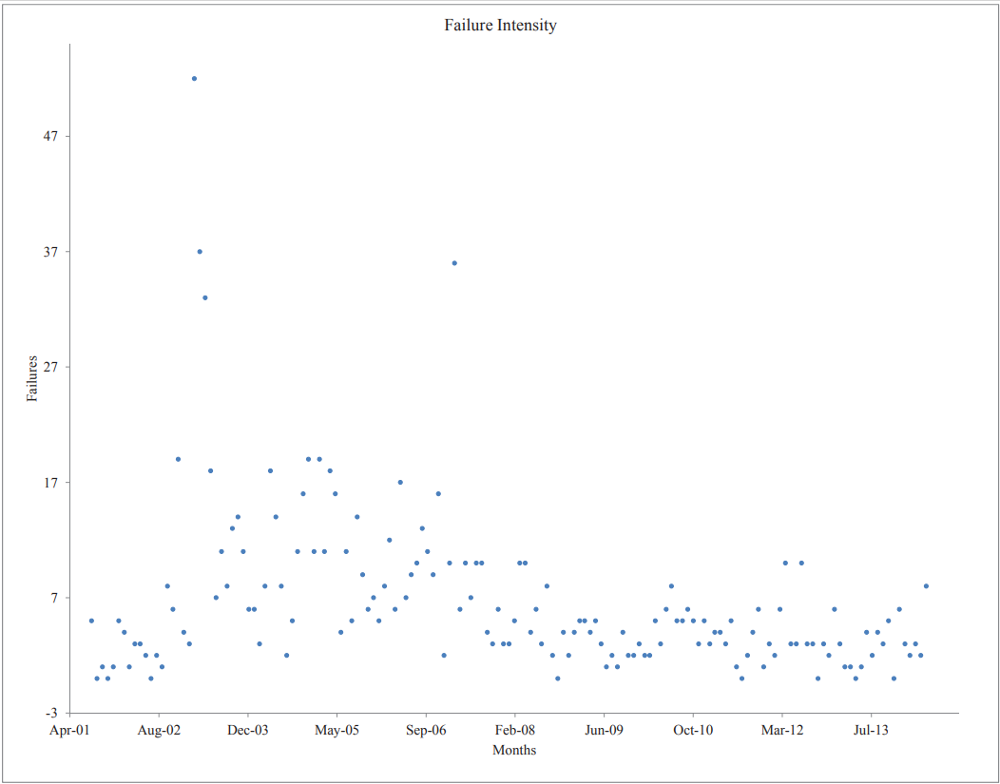 Failure Intensity
47
37
27
17
7
-3
Failures
Apr-01 Aug-02 Dec-03 May-05 Sep-06 Feb-08 Jun-09 Oct-10 Mar-12 Jul-13
Months